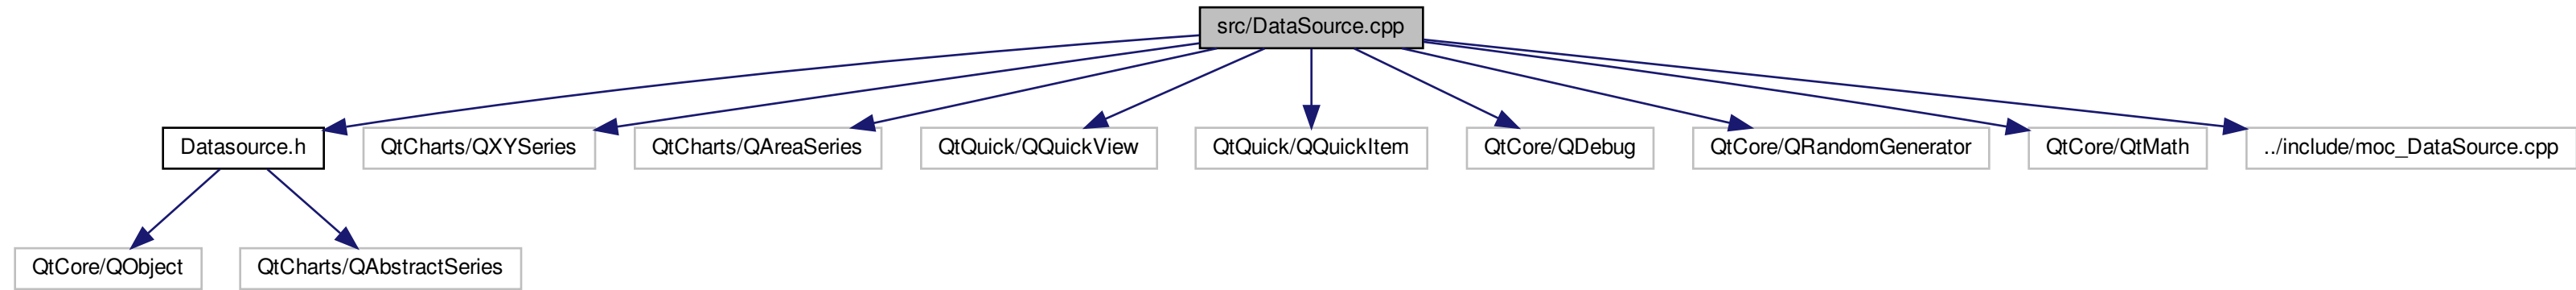 src/DataSource.cpp
Datasource.h
QtCharts/QXYSeries
QtCharts/QAreaSeries
QtQuick/QQuickView
QtQuick/QQuickItem
QtCore/QDebug
QtCore/QRandomGenerator
QtCore/QtMath
../include/moc_DataSource.cpp
QtCore/QObject
QtCharts/QAbstractSeries